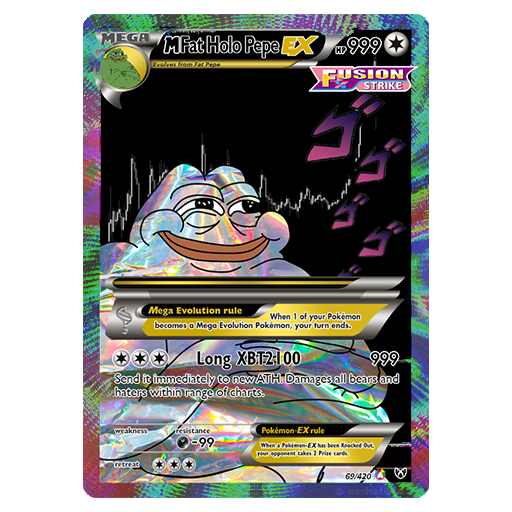 MEGA
MFat Holo Pepe EX HP 999
Evolves from Fat Pepe
FUSION
STRIKE
ゴ
ゴ
ゴ
ゴ
Mega Evolution rule
When 1 of your Pokémon
becomes a Mega Evolution Pokémon, your turn ends.
Long XBT2100 999
Send it immediately to new ATH. Damages all bears and
haters within range of charts.
weakness resistance
-99
retreat
Pokémon-EX rule
When a Pokémon-EX has been Knocked Out,
your opponent takes 2 Prize cards.
69/420